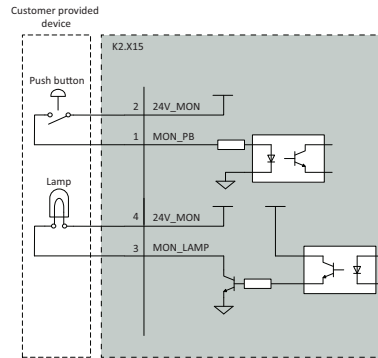 Customer provided
device
K2.X15
Push button
2 24V_MON
1 MON_PB
Lamp
4 24V_MON
3 MON_LAMP